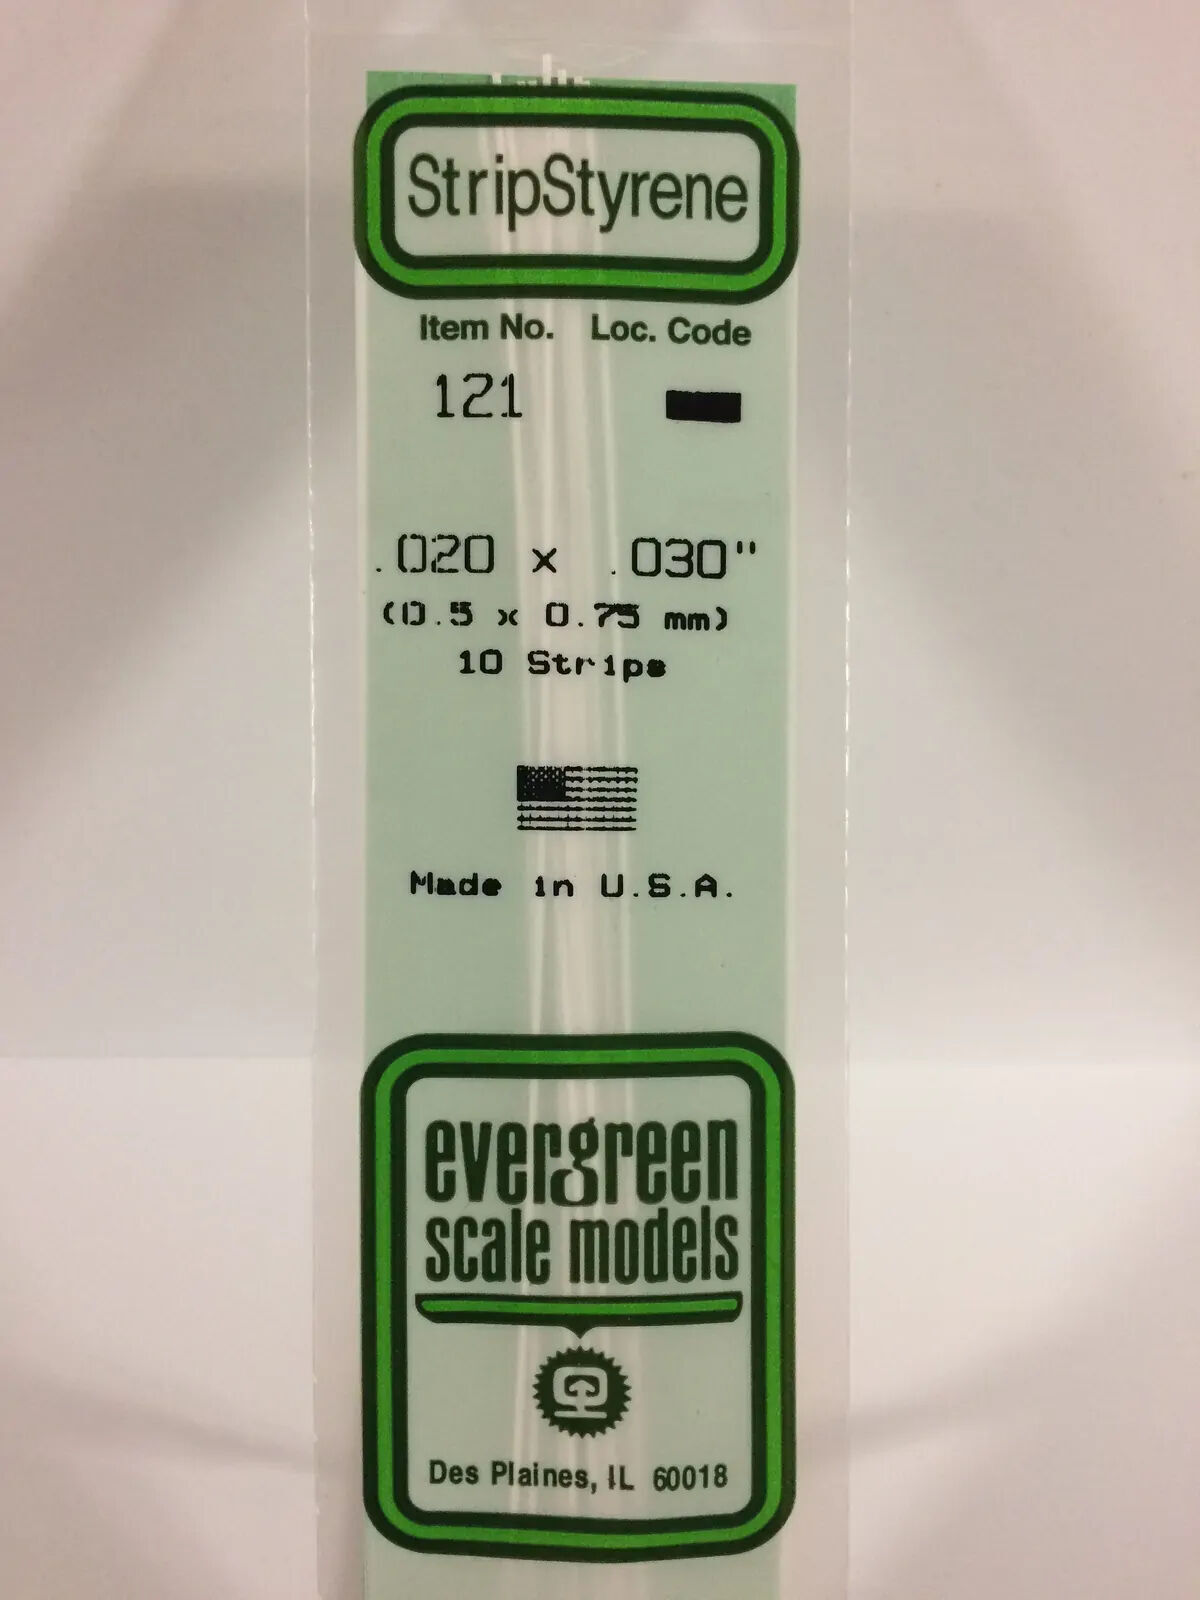 StripStyrene
Item No. Loc. Code
121
.020 x .030"
(0.5 x 0.75 mm)
10 Strips
Made in U.S.A.
evergreen
scale models
Des Plaines, IL 60018